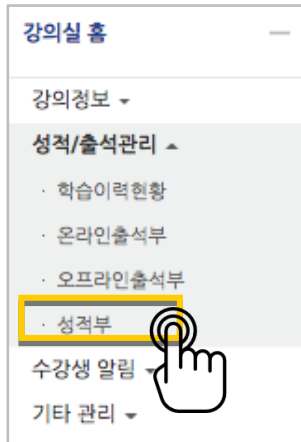 강의실 홈
강의정보
성적/출석관리
· 학습이력현황
· 온라인출석부
· 오프라인출석부
· 성적부
수강생 알림
기타 관리